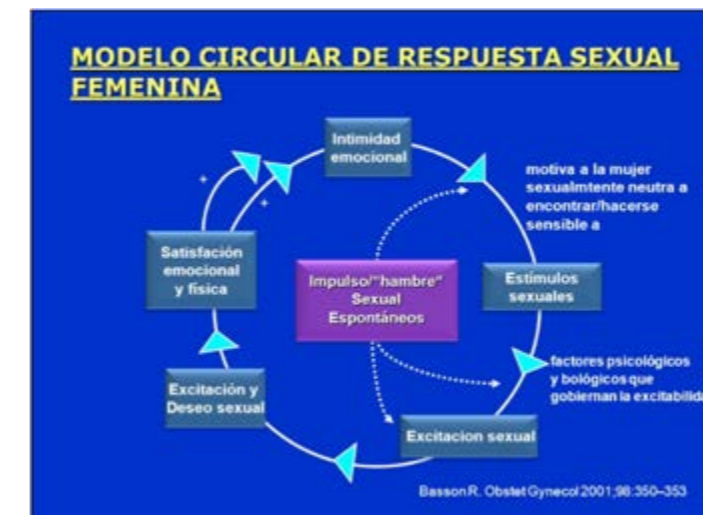 MODELO CIRCULAR DE RESPUESTA SEXUAL
FEMENINA
Intimidad
emocional
+
+
motiva a la mujer
sexualmtente neutra a
encontrar/hacerse
sensible a
Satisfación
emocional
y física
Impulso/"hambre"
Sexual
Espontáneos
Estímulos
sexuales
factores psicológicos
y bológicos que
gobiernan la excitabilida
Excitación y
Deseo sexual
Excitacion sexual
Basson R. Obstet Gynecol 2001;98:350–353